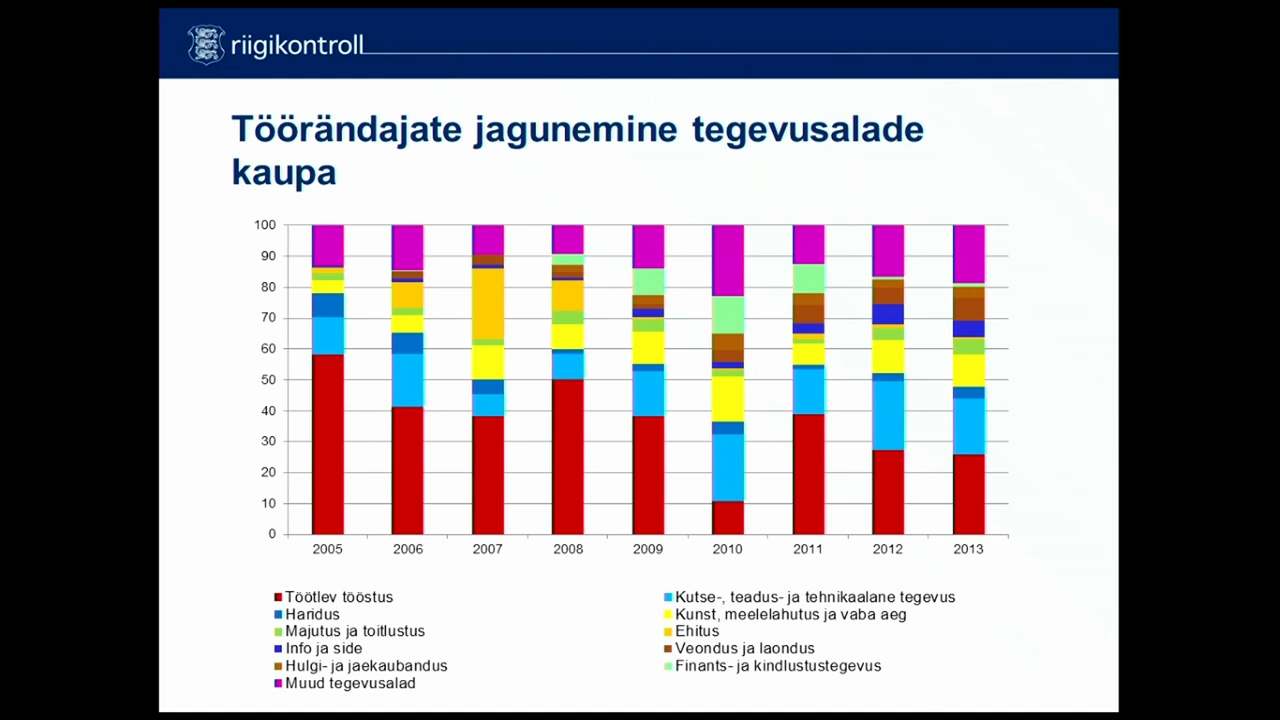 riigikontroll
Töörändajate jagunemine tegevusalade
kaupa
100
90
80
70
60
50
40
30
20
10
0
2005 2006 2007 2008 2009 2010 2011 2012 2013
Töötlev tööstus
Kutse-, teadus- ja tehnikaalane tegevus
Haridus
Kunst, meelelahutus ja vaba aeg
Majutus ja toitlustus
Ehitus
Info ja side
Veondus ja laondus
Hulgi- ja jaekaubandus
Finants- ja kindlustustegevus
Muud tegevusalad